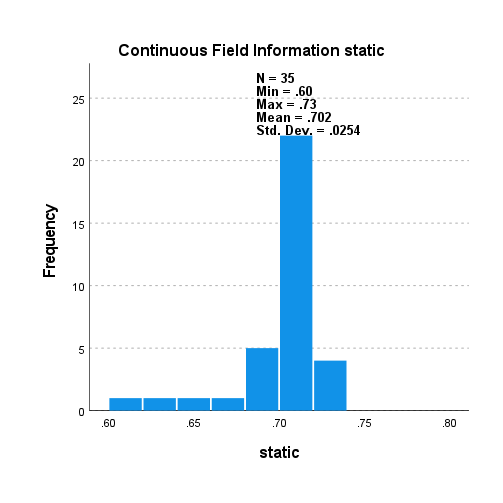 Continuous Field Information static
N = 35
Min = .60
Max = .73
Mean = .702
Std. Dev. = .0254
25
20
15
10
5
0
Frequency
.60 .65 .70 .75 .80
static